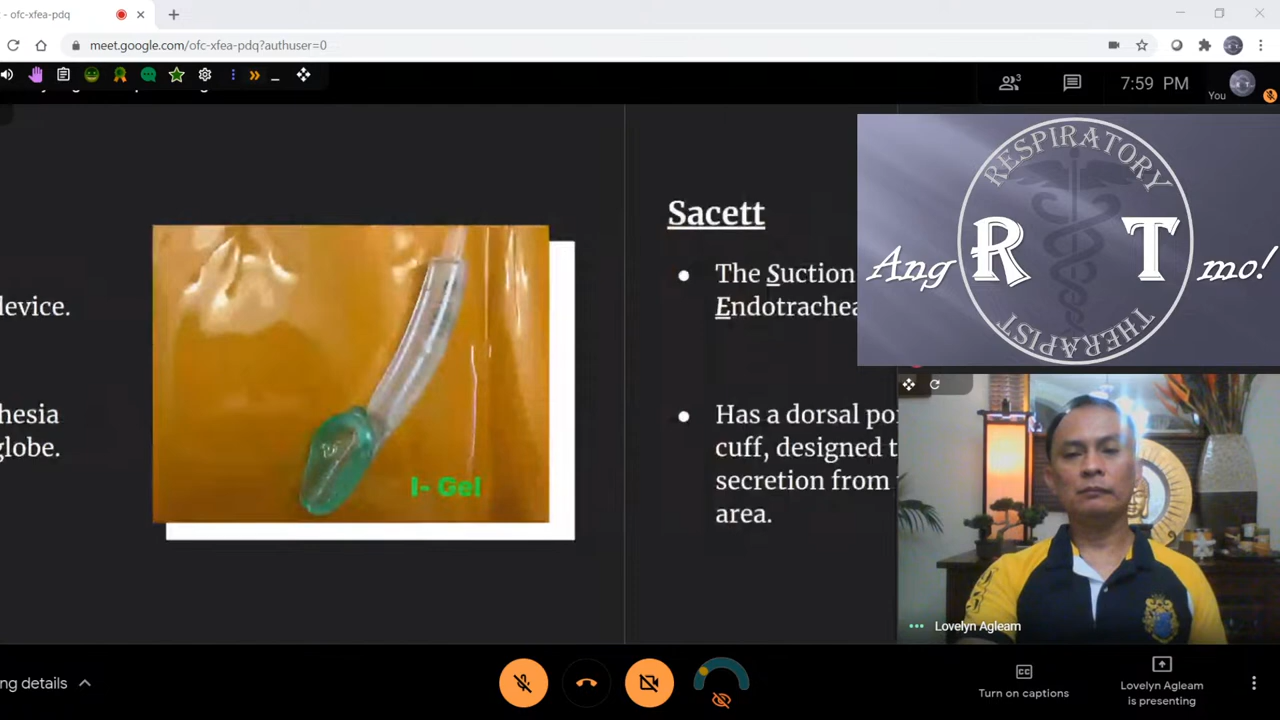 - ofc-xfea-pdq
meet.google.com/ofc-xfea-pdq?authuser=0
3
7:59 PM
You
Sacett
The Suction
Endotrachea
Has a dorsal po
cuff, designed t
secretion from
area.
levice.
hesia
globe.
I- Gel
RESPIRATORY
Ang R T mo!
THERAPIST
Lovelyn Agleam
ng details
Turn on captions
Lovelyn Agleam
is presenting